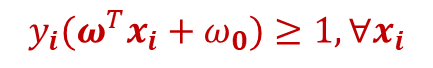 yᵢ(ωᵀxᵢ + ω₀) ≥ 1, ∀xᵢ